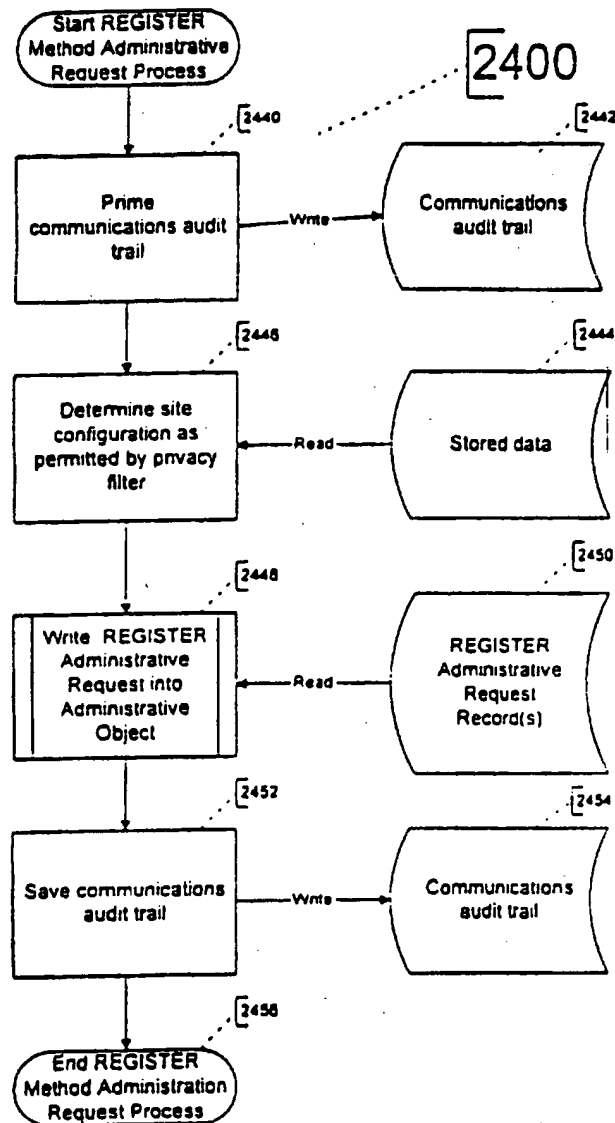 Start REGISTER
Method Administrative
Request Process
2400
2440
2442
Prime
communications audit
trail
Write
Communications
audit trail
2446
2444
Determine site
configuration as
permitted by privacy
filter
Read
Stored data
2448
2450
Write REGISTER
Administrative
Request into
Administrative
Object
Read
REGISTER
Administrative
Request
Record(s)
2452
2454
Save communications
audit trail
Write
Communications
audit trail
2456
End REGISTER
Method Administration
Request Process